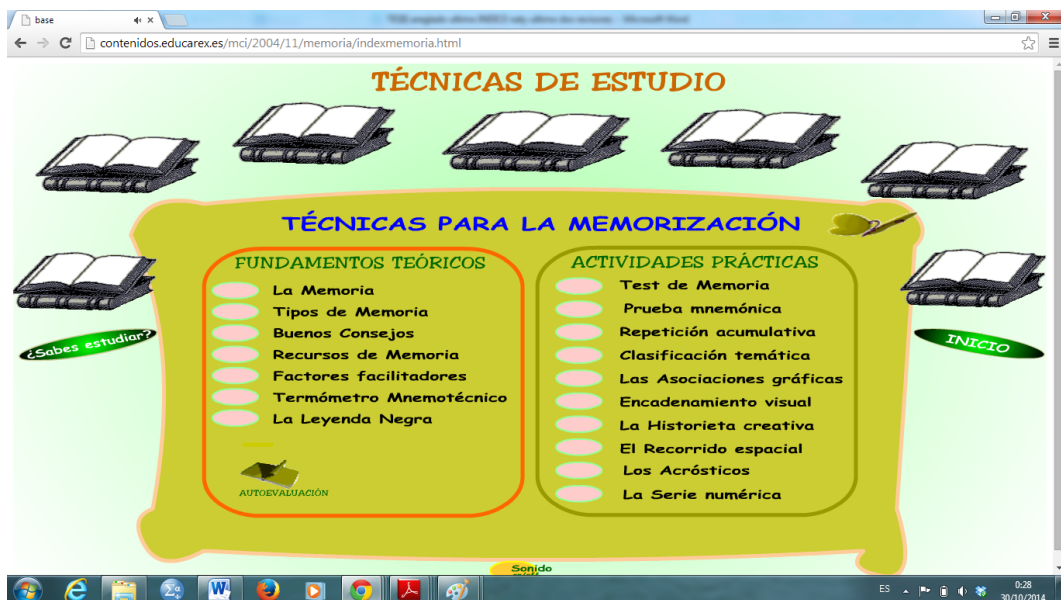 base
contenidos.educarex.es/mci/2004/11/memoria/indexmemoria.html
TÉCNICAS DE ESTUDIO
TÉCNICAS PARA LA MEMORIZACIÓN
FUNDAMENTOS TEÓRICOS
La Memoria
Tipos de Memoria
Buenos Consejos
Recursos de Memoria
Factores facilitadores
Termómetro Mnemotécnico
La Leyenda Negra
AUTOEVALUACIÓN
ACTIVIDADES PRÁCTICAS
Test de Memoria
Prueba mnemónica
Repetición acumulativa
Clasificación temática
Las Asociaciones gráficas
Encadenamiento visual
La Historieta creativa
El Recorrido espacial
Los Acrósticos
La Serie numérica
¿Sabes estudiar?
INICIO
Sonido
ES
0:28
30/10/2014